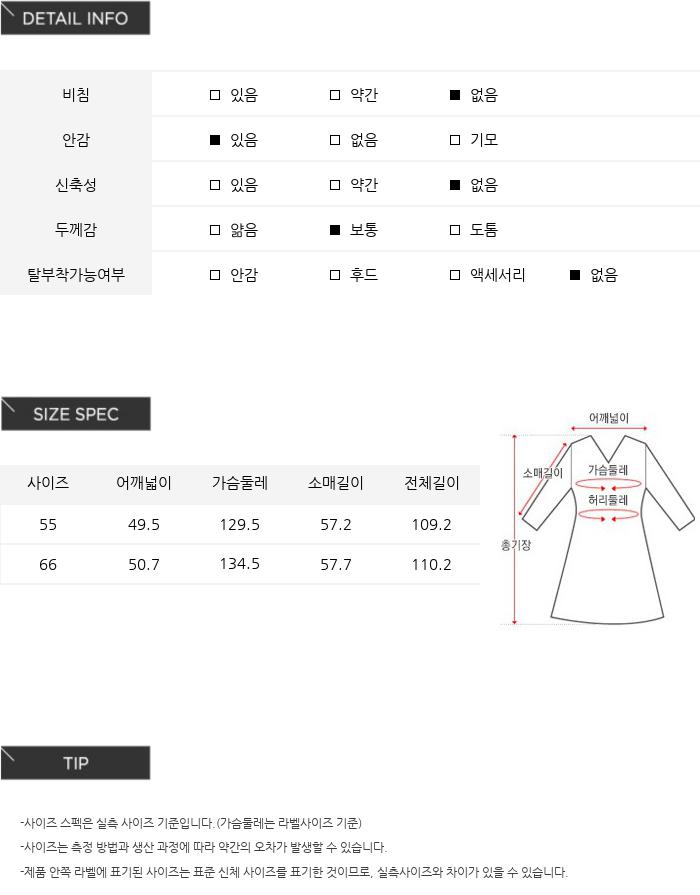 DETAIL INFO
비침 □ 있음 □ 약간 ■ 없음
안감 ■ 있음 □ 없음 □ 기모
신축성 □ 있음 □ 약간 ■ 없음
두께감 □ 얇음 ■ 보통 □ 도톰
탈부착가능여부 □ 안감 □ 후드 □ 액세서리 ■ 없음
SIZE SPEC
사이즈 어깨넓이 가슴둘레 소매길이 전체길이
55 49.5 129.5 57.2 109.2
66 50.7 134.5 57.7 110.2
어깨넓이
소매길이
가슴둘레
허리둘레
총기장
TIP
-사이즈 스펙은 실측 사이즈 기준입니다.(가슴둘레는 라벨사이즈 기준)
-사이즈는 측정 방법과 생산 과정에 따라 약간의 오차가 발생할 수 있습니다.
-제품 안쪽 라벨에 표기된 사이즈는 표준 신체 사이즈를 표기한 것이므로, 실측사이즈와 차이가 있을 수 있습니다.